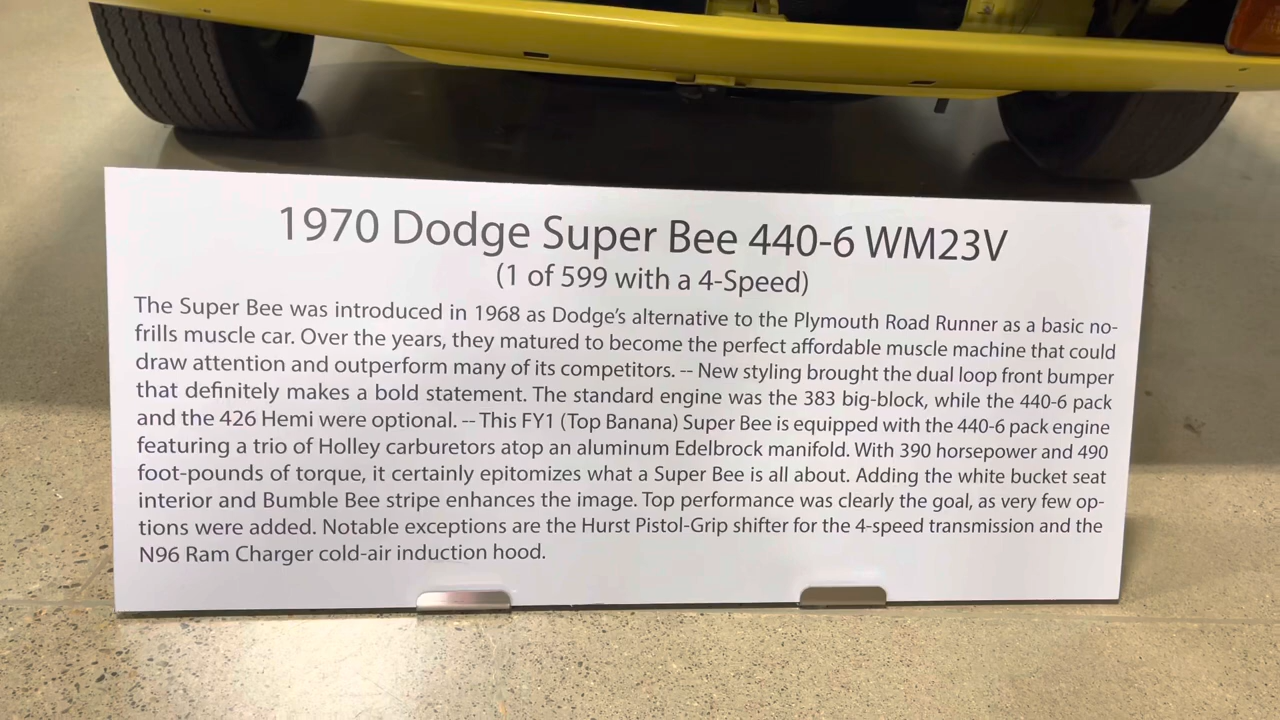 1970 Dodge Super Bee 440-6 WM23V
(1 of 599 with a 4-Speed)
The Super Bee was introduced in 1968 as Dodge's alternative to the Plymouth Road Runner as a basic no-
frills muscle car. Over the years, they matured to become the perfect affordable muscle machine that could
draw attention and outperform many of its competitors. -- New styling brought the dual loop front bumper
that definitely makes a bold statement. The standard engine was the 383 big-block, while the 440-6 pack
and the 426 Hemi were optional. -- This FY1 (Top Banana) Super Bee is equipped with the 440-6 pack engine
featuring a trio of Holley carburetors atop an aluminum Edelbrock manifold. With 390 horsepower and 490
foot-pounds of torque, it certainly epitomizes what a Super Bee is all about. Adding the white bucket seat
interior and Bumble Bee stripe enhances the image. Top performance was clearly the goal, as very few op-
tions were added. Notable exceptions are the Hurst Pistol-Grip shifter for the 4-speed transmission and the
N96 Ram Charger cold-air induction hood.